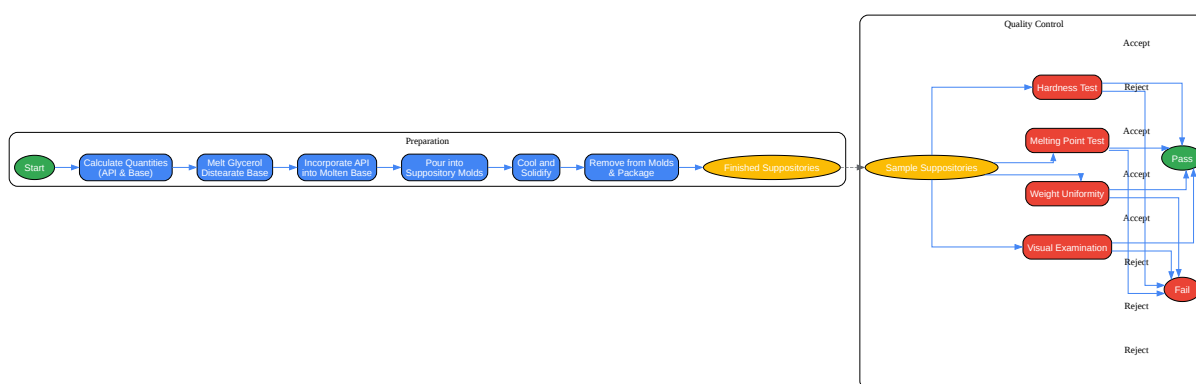 Preparation
Start
Calculate Quantities
(API & Base)
Melt Glycerol
Distearate Base
Incorporate API
into Molten Base
Pour into
Suppository Molds
Cool and
Solidify
Remove from Molds
& Package
Finished Suppositories
Quality Control
Sample Suppositories
Hardness Test
Melting Point Test
Weight Uniformity
Visual Examination
Accept
Reject
Accept
Accept
Accept
Reject
Reject
Reject
Pass
Fail